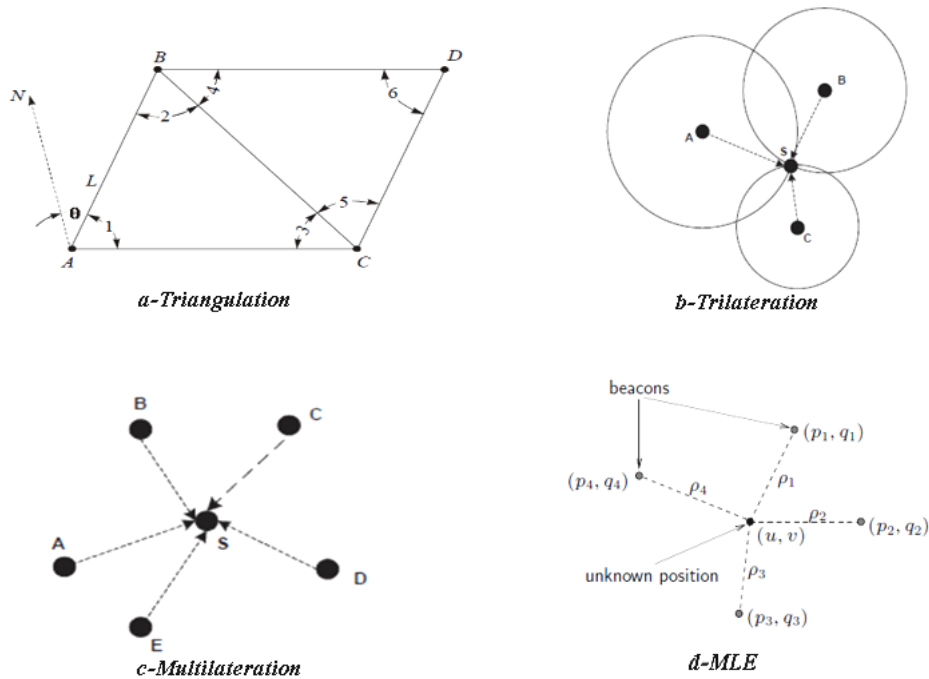 B
D
N
4
2
6
L
θ
1
3
5
A
C
a-Triangulation
B
A
S
C
b-Trilateration
B
C
A
S
D
E
c-Multilateration
beacons
(p₁, q₁)
(p₄, q₄)
ρ₄
ρ₁
ρ₂
(p₂, q₂)
(u, v)
unknown position
ρ₃
(p₃, q₃)
d-MLE